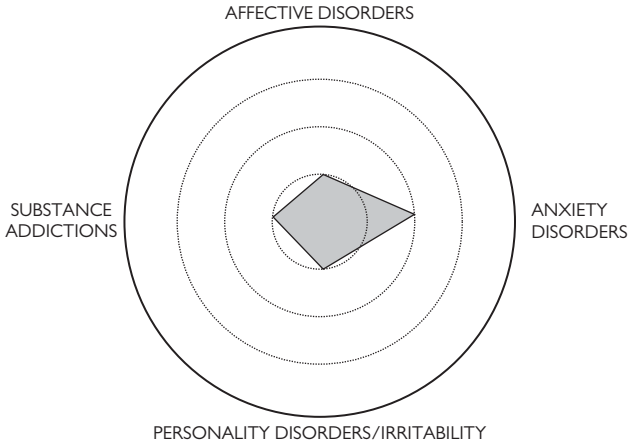 AFFECTIVE DISORDERS
SUBSTANCE
ADDICTIONS
ANXIETY
DISORDERS
PERSONALITY DISORDERS/IRRITABILITY